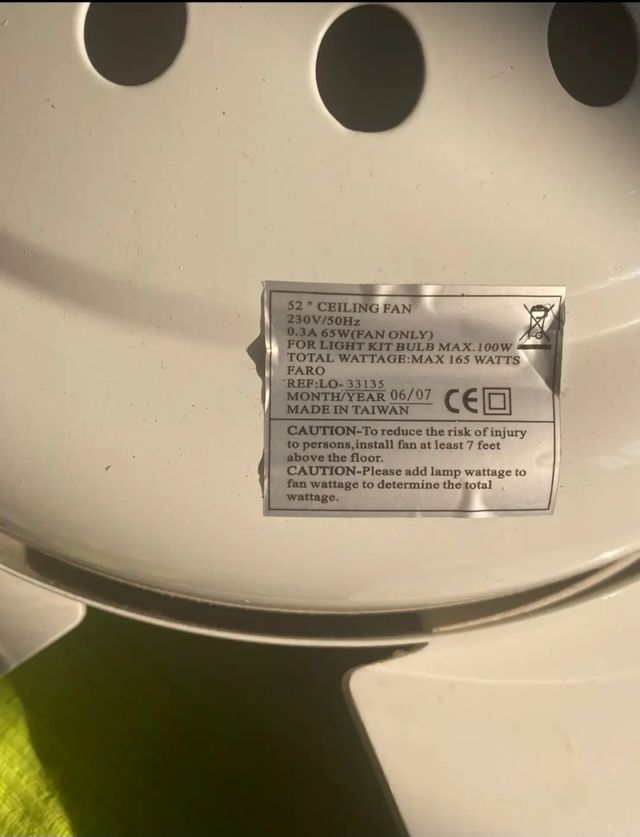 52 " CEILING FAN
230V/50Hz
0.3A 65W(FAN ONLY)
FOR LIGHT KIT BULB MAX.100W
TOTAL WATTAGE:MAX 165 WATTS
FARO
REF:LO- 33135
MONTH/YEAR 06/07
MADE IN TAIWAN
CE
CAUTION-To reduce the risk of injury
to persons,install fan at least 7 feet
above the floor.
CAUTION-Please add lamp wattage to
fan wattage to determine the total
wattage.